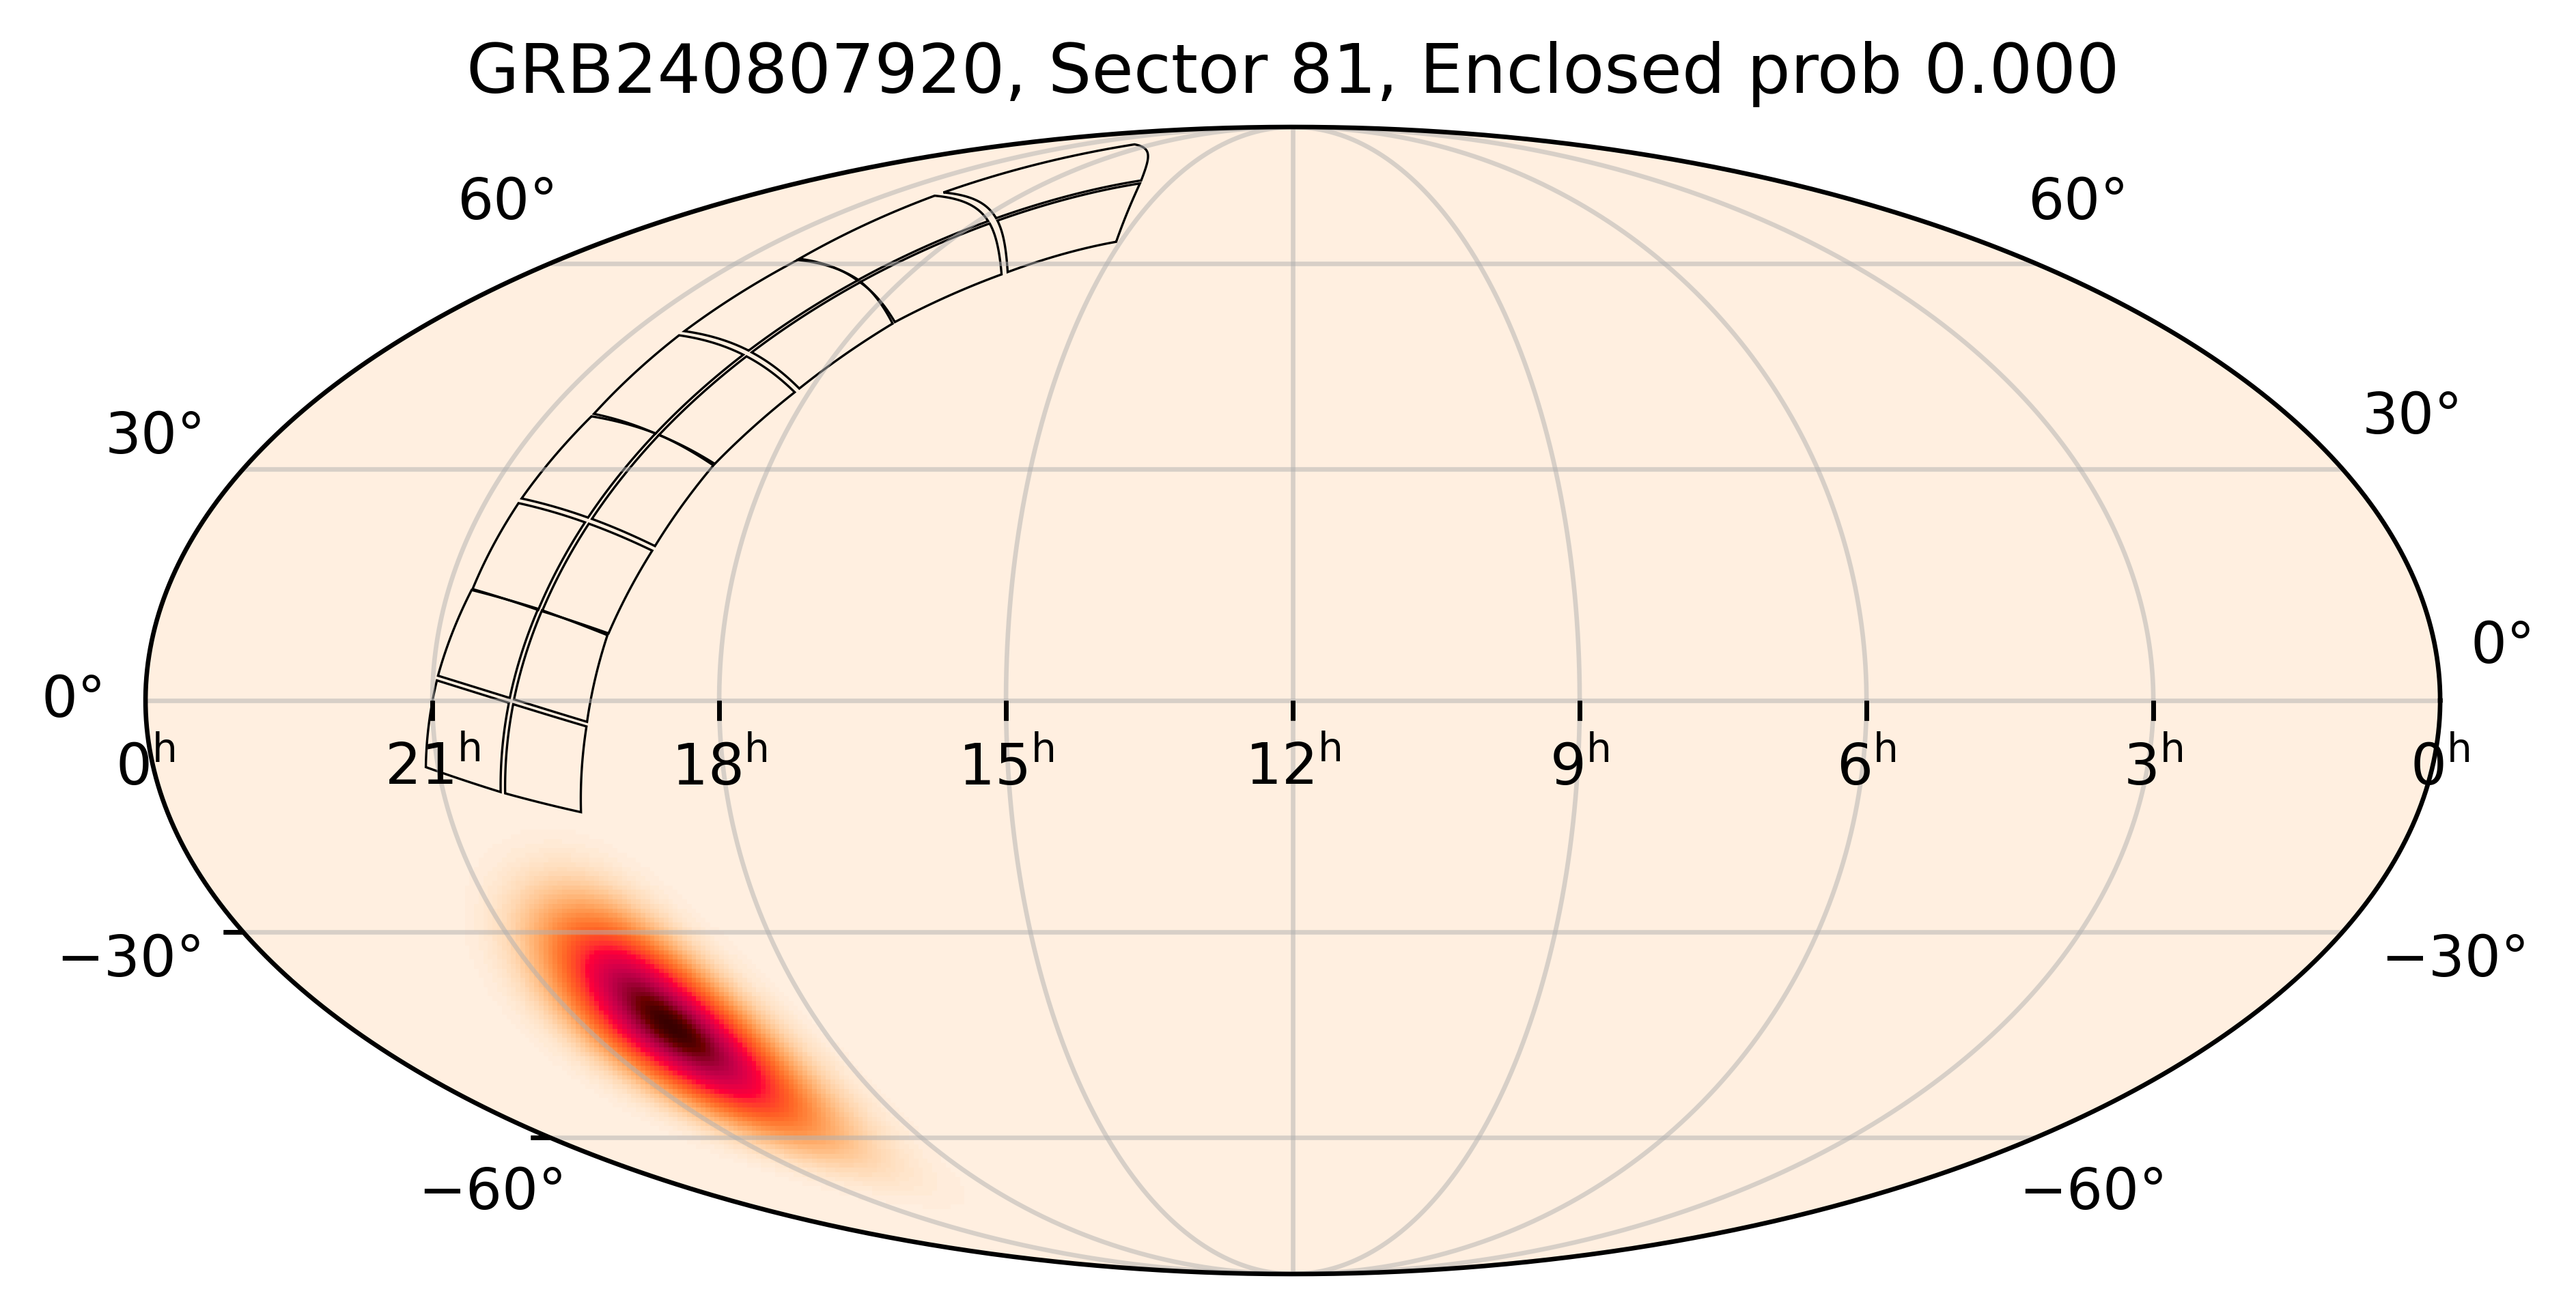 GRB240807920, Sector 81, Enclosed prob 0.000
60° 60°
30° 30°
0° 0°
0h 21h 18h 15h 12h 9h 6h 3h 0h
−30° −30°
−60° −60°